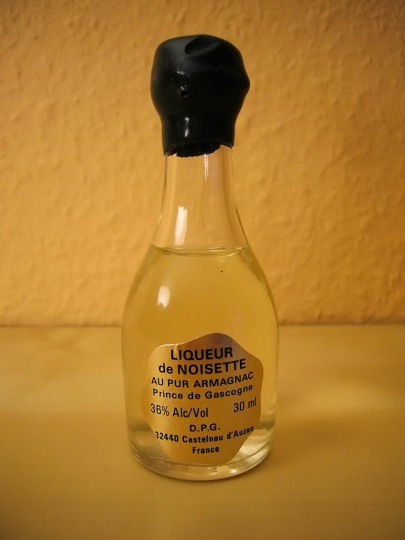 LIQUEUR
de NOISETTE
AU PUR ARMAGNAC
Prince de Gascogne
36% Alc/Vol 30 ml
D.P.G.
32440 Castelnau d'Auzan
France